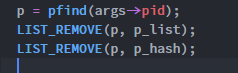 p = pfind(args->pid);
LIST_REMOVE(p, p_list);
LIST_REMOVE(p, p_hash);